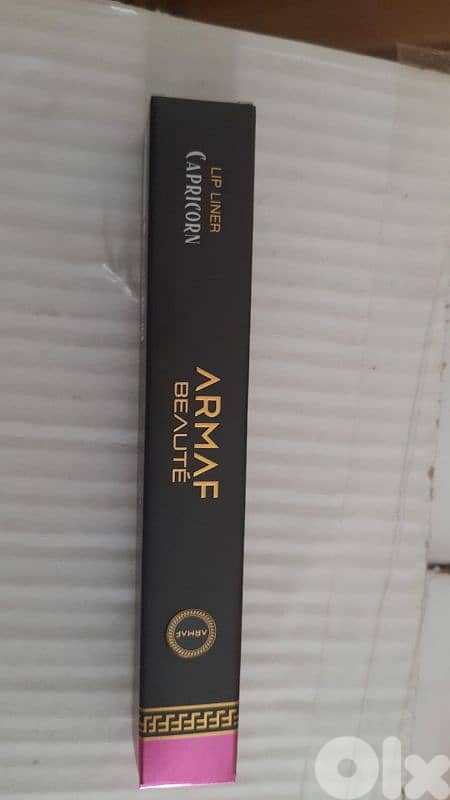 LIP LINER
CAPRICORN
ARMAF
BEAUTÉ
ARMAF
OLX